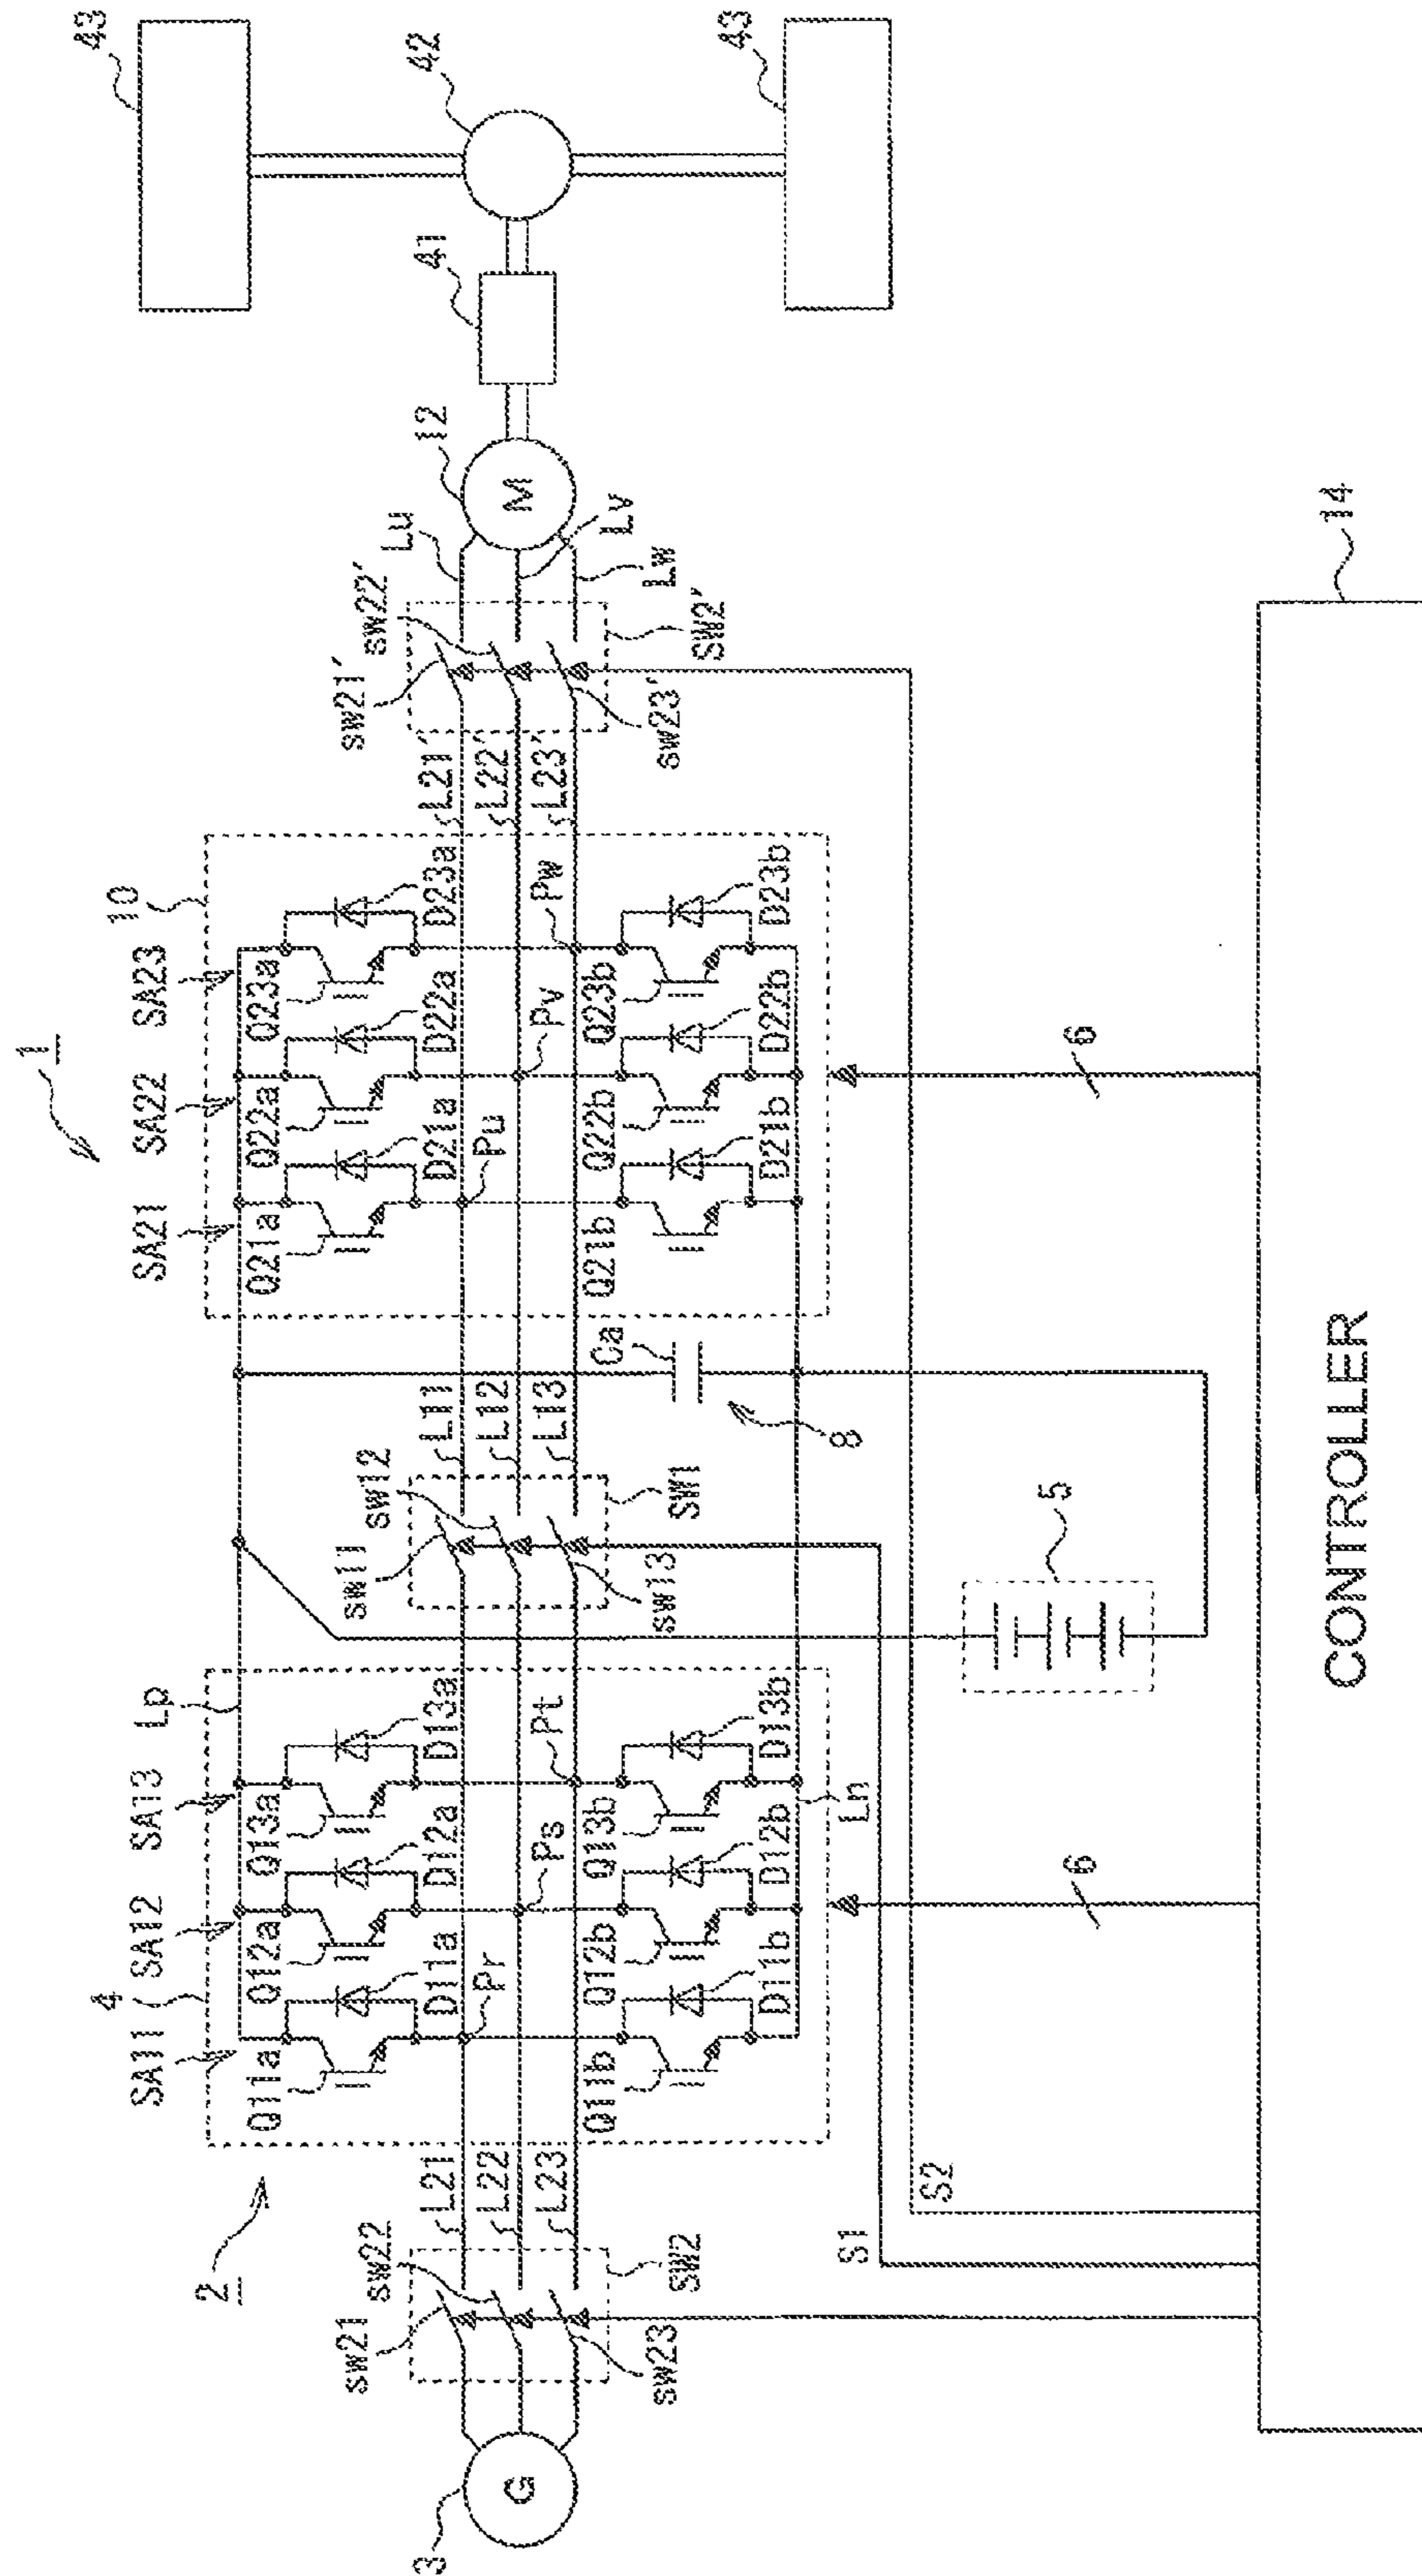 1
2
SA11
4
SA12
SA13
Lp
SA21
SA22
SA23
10
Q11a
Q12a
Q13a
Q21a
Q22a
Q23a
D11a
D12a
D13a
D21a
D22a
D23a
43
sw21
sw22
L21
L22
L23
Pr
Ps
Pt
sw11
sw12
L11
L12
L13
Pu
Pv
Pw
L21'
L22'
L23'
sw21'
sw22'
Lu
Lv
Lw
12
41
42
3
G
M
sw23
SW2
Q11b
Q12b
Q13b
D11b
D12b
D13b
Ln
sw13
SW1
Ca
8
Q21b
Q22b
Q23b
D21b
D22b
D23b
sw23'
SW2'
43
S1
S2
6
5
6
14
CONTROLLER